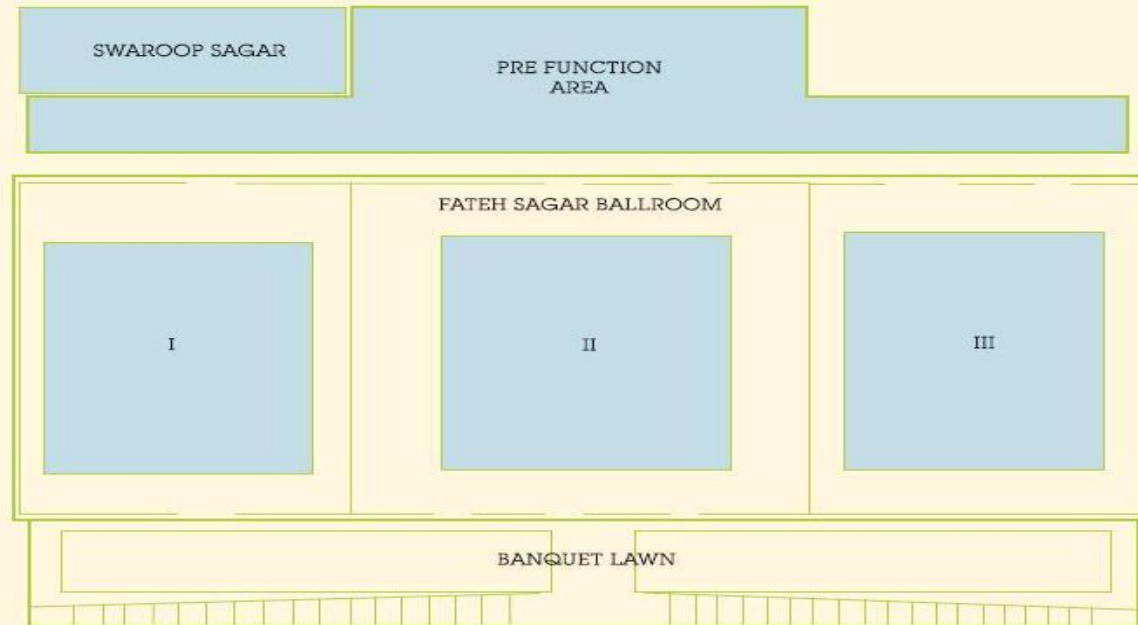 SWAROOP SAGAR
PRE FUNCTION
AREA
FATEH SAGAR BALLROOM
I
II
III
BANQUET LAWN